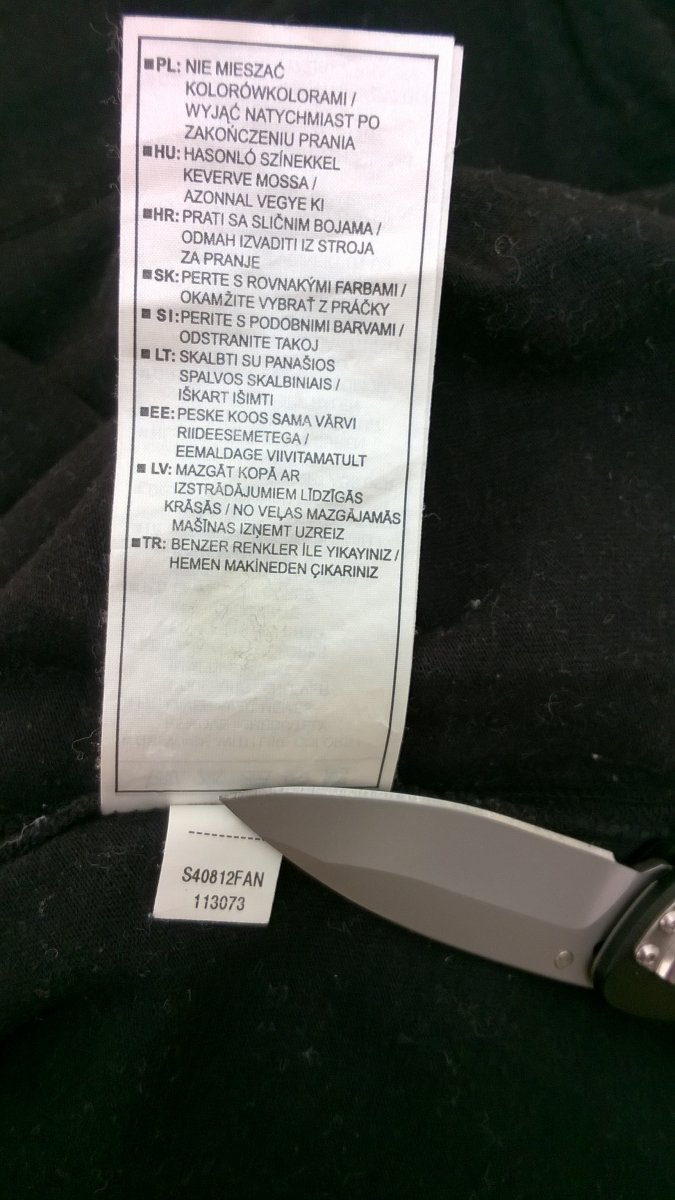 ■PL: NIE MIESZAĆ
KOLORÓWKOLORAMI /
WYJĄĆ NATYCHMIAST PO
ZAKOŃCZENIU PRANIA
■HU: HASONLÓ SZÍNEKKEL
KEVERVE MOSSA /
AZONNAL VEGYE KI
■HR: PRATI SA SLIČNIM BOJAMA /
ODMAH IZVADITI IZ STROJA
ZA PRANJE
■SK: PERTE S ROVNAKÝMI FARBAMI /
OKAMŽITE VYBRAŤ Z PRÁČKY
■SI: PERITE S PODOBNIMI BARVAMI /
ODSTRANITE TAKOJ
■LT: SKALBTI SU PANAŠIOS
SPALVOS SKALBINIAIS /
IŠKART IŠIMTI
■EE: PESKE KOOS SAMA VÄRVI
RIIDEESEMETEGA /
EEMALDAGE VIIVITAMATULT
■LV: MAZGĀT KOPĀ AR
IZSTRĀDĀJUMIEM LĪDZĪGĀS
KRĀSĀS / NO VEĻAS MAZGĀJAMĀS
MAŠĪNAS IZŅEMT UZREIZ
■TR: BENZER RENKLER İLE YIKAYINIZ /
HEMEN MAKİNEDEN ÇIKARINIZ
S40812FAN
113073